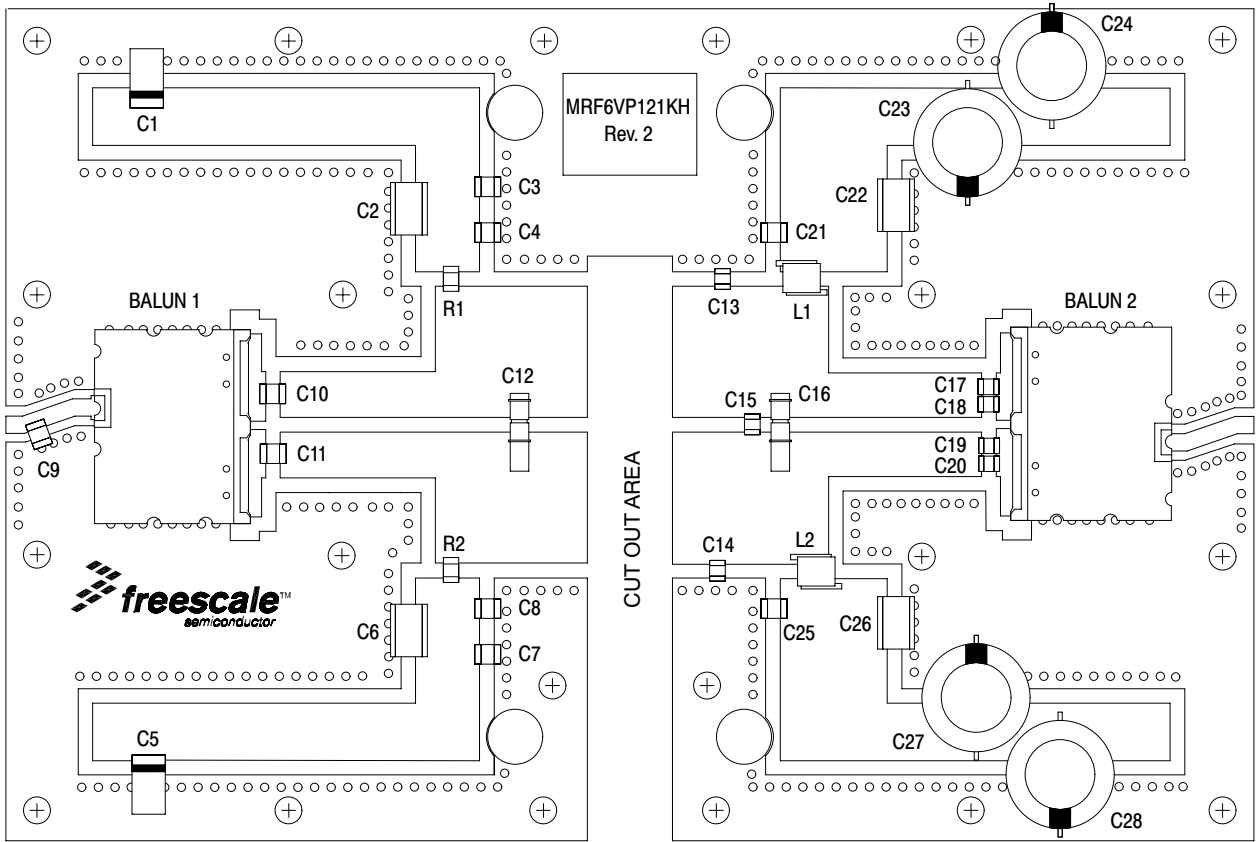 C24
C23
MRF6VP121KH
Rev. 2
C1
C3
C2
C22
C4
C21
BALUN 1
R1
C13
L1
BALUN 2
C12
C10
C15
C16
C17
C18
C9
C11
C19
C20
CUT OUT AREA
R2
C14
L2
freescale™
semiconductor
C6
C8
C25
C26
C7
C5
C27
C28